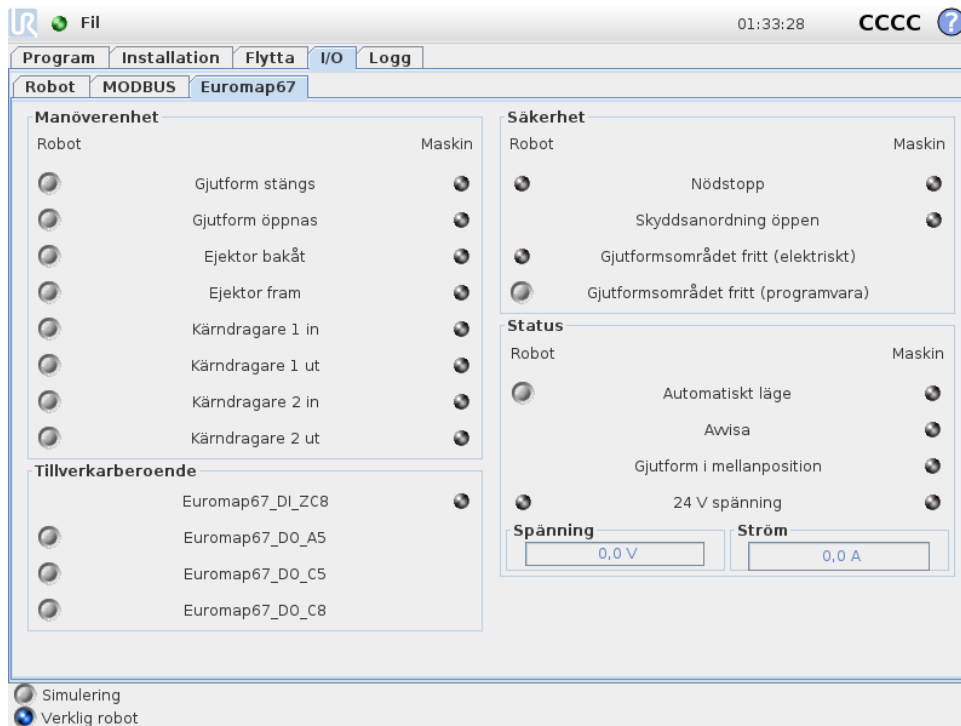 UR Fil 01:33:28 CCCC ?
Program Installation Flytta I/O Logg
Robot MODBUS Euromap67
Manöverenhet
Robot Maskin
Gjutform stängs
Gjutform öppnas
Ejektor bakåt
Ejektor fram
Kärndragare 1 in
Kärndragare 1 ut
Kärndragare 2 in
Kärndragare 2 ut
Tillverkarberoende
Euromap67_DI_ZC8
Euromap67_DO_A5
Euromap67_DO_C5
Euromap67_DO_C8
Säkerhet
Robot Maskin
Nödstopp
Skyddsanordning öppen
Gjutformsområdet fritt (elektriskt)
Gjutformsområdet fritt (programvara)
Status
Robot Maskin
Automatiskt läge
Avvisa
Gjutform i mellanposition
24 V spänning
Spänning Ström
0,0 V 0,0 A
Simulering
Verklig robot